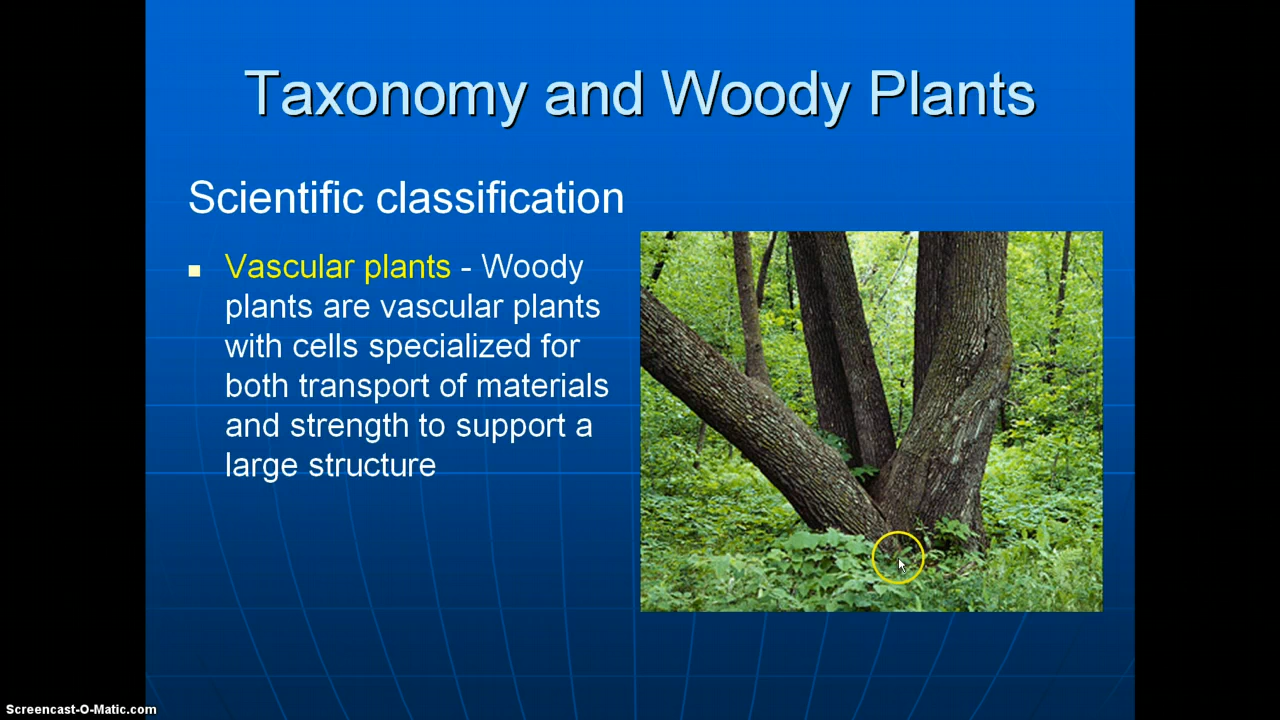 Taxonomy and Woody Plants
Scientific classification
Vascular plants - Woody
plants are vascular plants
with cells specialized for
both transport of materials
and strength to support a
large structure
Screencast-O-Matic.com